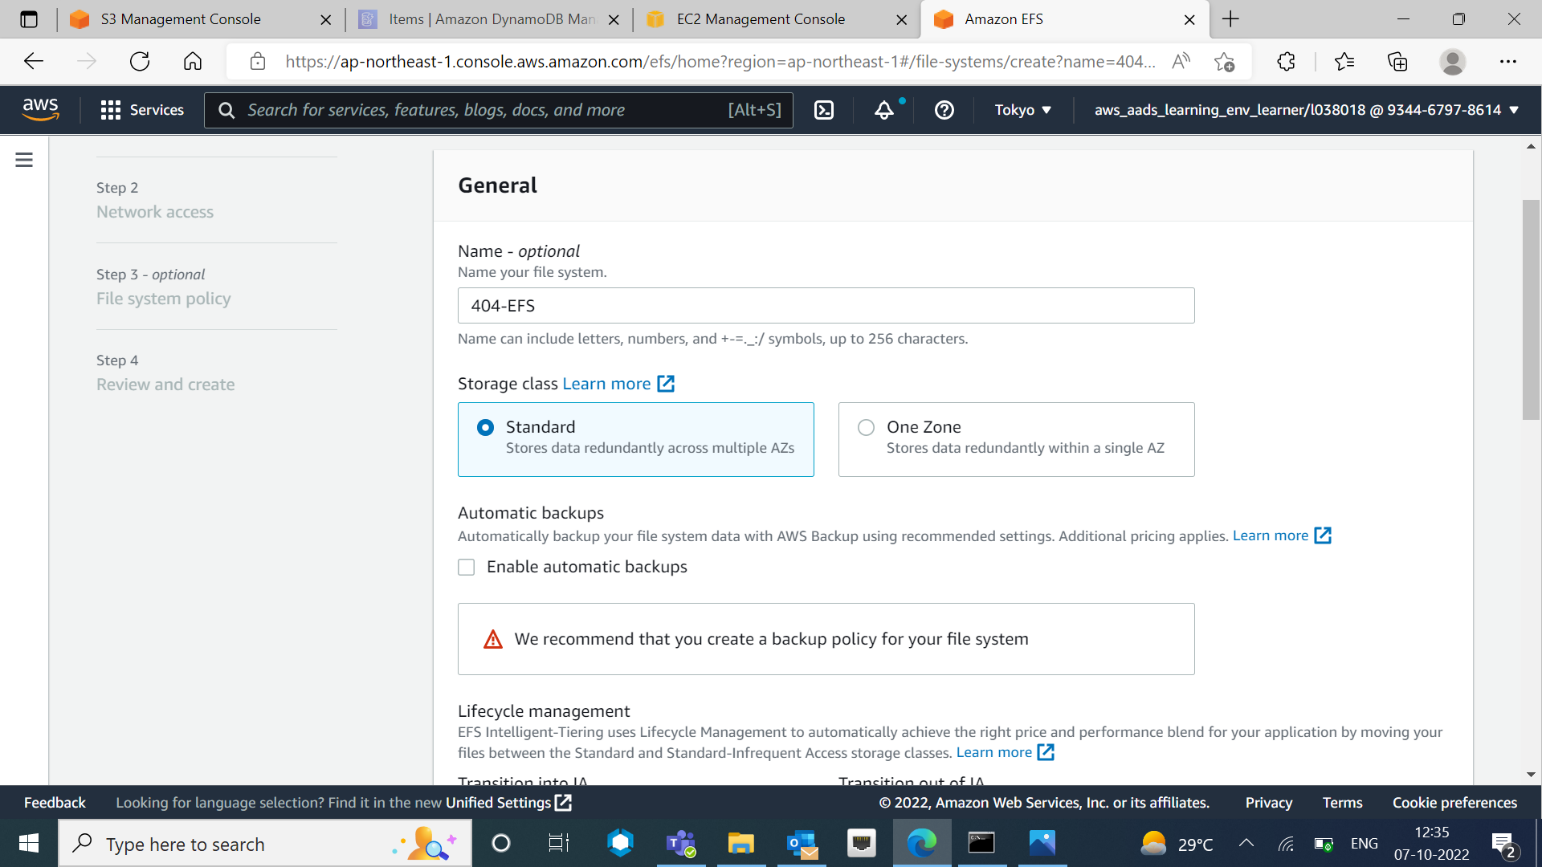 S3 Management Console
Items | Amazon DynamoDB Man
EC2 Management Console
Amazon EFS
https://ap-northeast-1.console.aws.amazon.com/efs/home?region=ap-northeast-1#/file-systems/create?name=404...
aws
Services
Search for services, features, blogs, docs, and more
[Alt+S]
Tokyo
aws_aads_learning_env_learner/l038018 @ 9344-6797-8614
Step 2
Network access
Step 3 - optional
File system policy
Step 4
Review and create
General
Name - optional
Name your file system.
404-EFS
Name can include letters, numbers, and +-=._:/ symbols, up to 256 characters.
Storage class Learn more
Standard
Stores data redundantly across multiple AZs
One Zone
Stores data redundantly within a single AZ
Automatic backups
Automatically backup your file system data with AWS Backup using recommended settings. Additional pricing applies. Learn more
Enable automatic backups
We recommend that you create a backup policy for your file system
Lifecycle management
EFS Intelligent-Tiering uses Lifecycle Management to automatically achieve the right price and performance blend for your application by moving your
files between the Standard and Standard-Infrequent Access storage classes. Learn more
Transition into IA
Transition out of IA
Feedback
Looking for language selection? Find it in the new Unified Settings
© 2022, Amazon Web Services, Inc. or its affiliates.
Privacy
Terms
Cookie preferences
Type here to search
29°C
ENG
12:35
07-10-2022
2